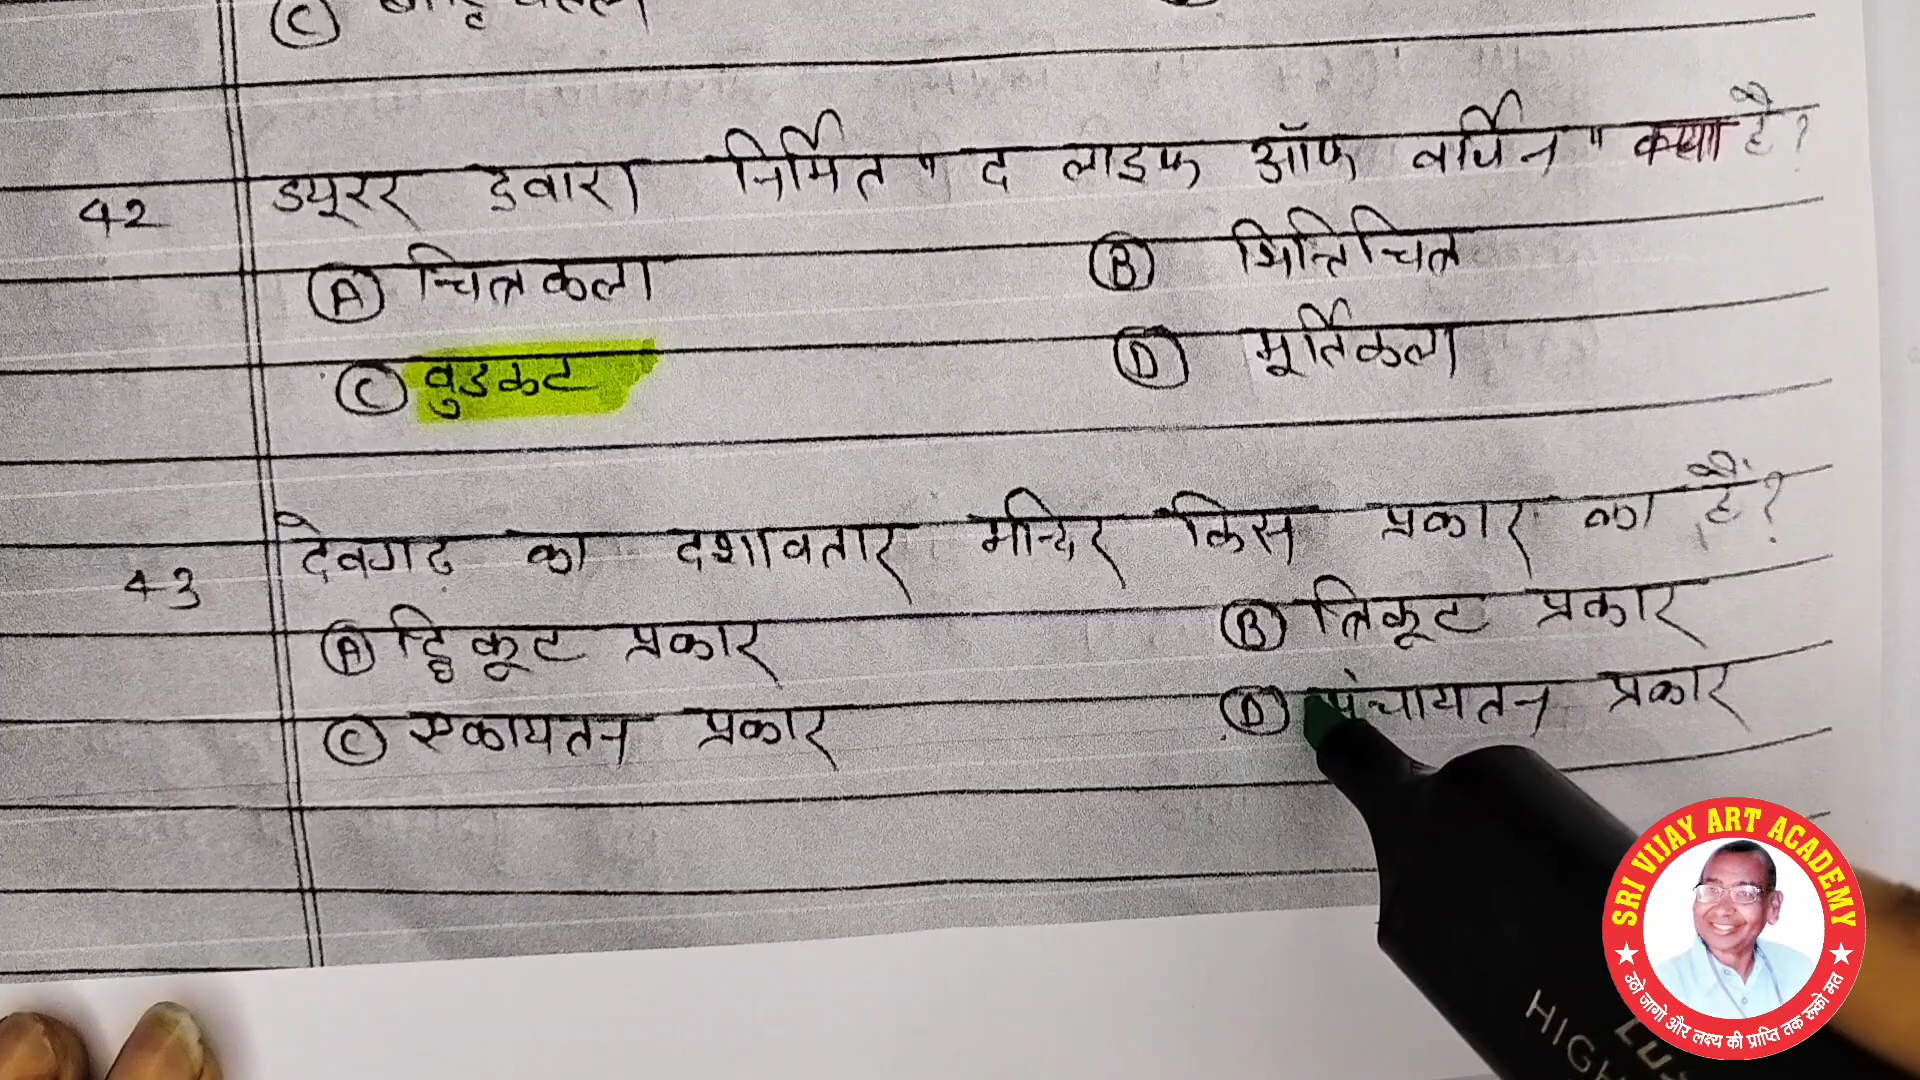 C
42 ड्यूरर द्वारा निर्मित "द लाइफ ऑफ वर्जिन" क्या है?
A चित्रकला B भित्तिचित्र
C वुडकट D मूर्तिकला
43 देवगढ़ का दशावतार मन्दिर किस प्रकार का है?
A द्विकूट प्रकार B त्रिकूट प्रकार
C एकायतन प्रकार D पंचायतन प्रकार
SRI VIJAY ART ACADEMY
उठो जागो और लक्ष्य की प्राप्ति तक रूको मत